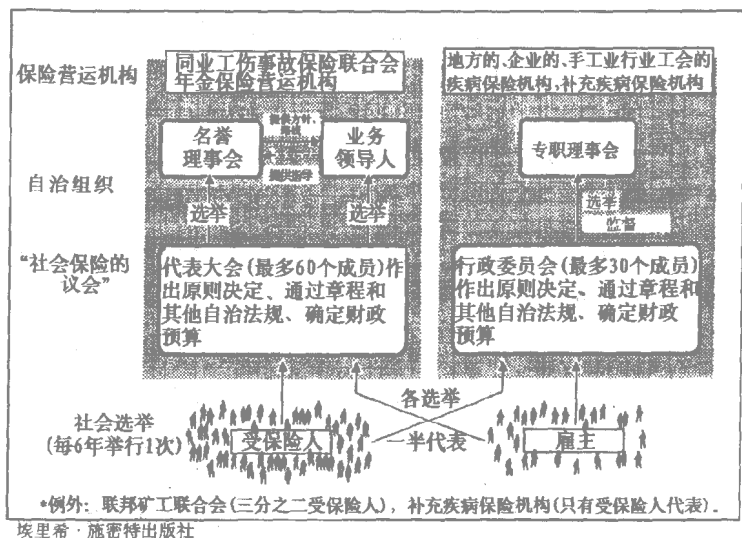 保险营运机构
同业工伤事故保险联合会
年金保险营运机构
地方的、企业的、手工业行业工会的
疾病保险机构,补充疾病保险机构
自治组织
名誉
理事会
业务
领导人
专职理事会
选举
选举
选举
监督
“社会保险的
议会”
代表大会(最多60个成员)作
出原则决定、通过章程和
其他自治法规、确定财政
预算
行政委员会(最多30个成员)
作出原则决定、通过章程和
其他自治法规、确定财政
预算
社会选举
(每6年举行1次)
受保险人
各选举
一半代表
雇主
*例外: 联邦矿工联合会(三分之二受保险人), 补充疾病保险机构(只有受保险人代表).
埃里希·施密特出版社